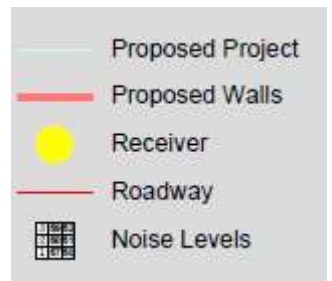 Proposed Project
Proposed Walls
Receiver
Roadway
Noise Levels